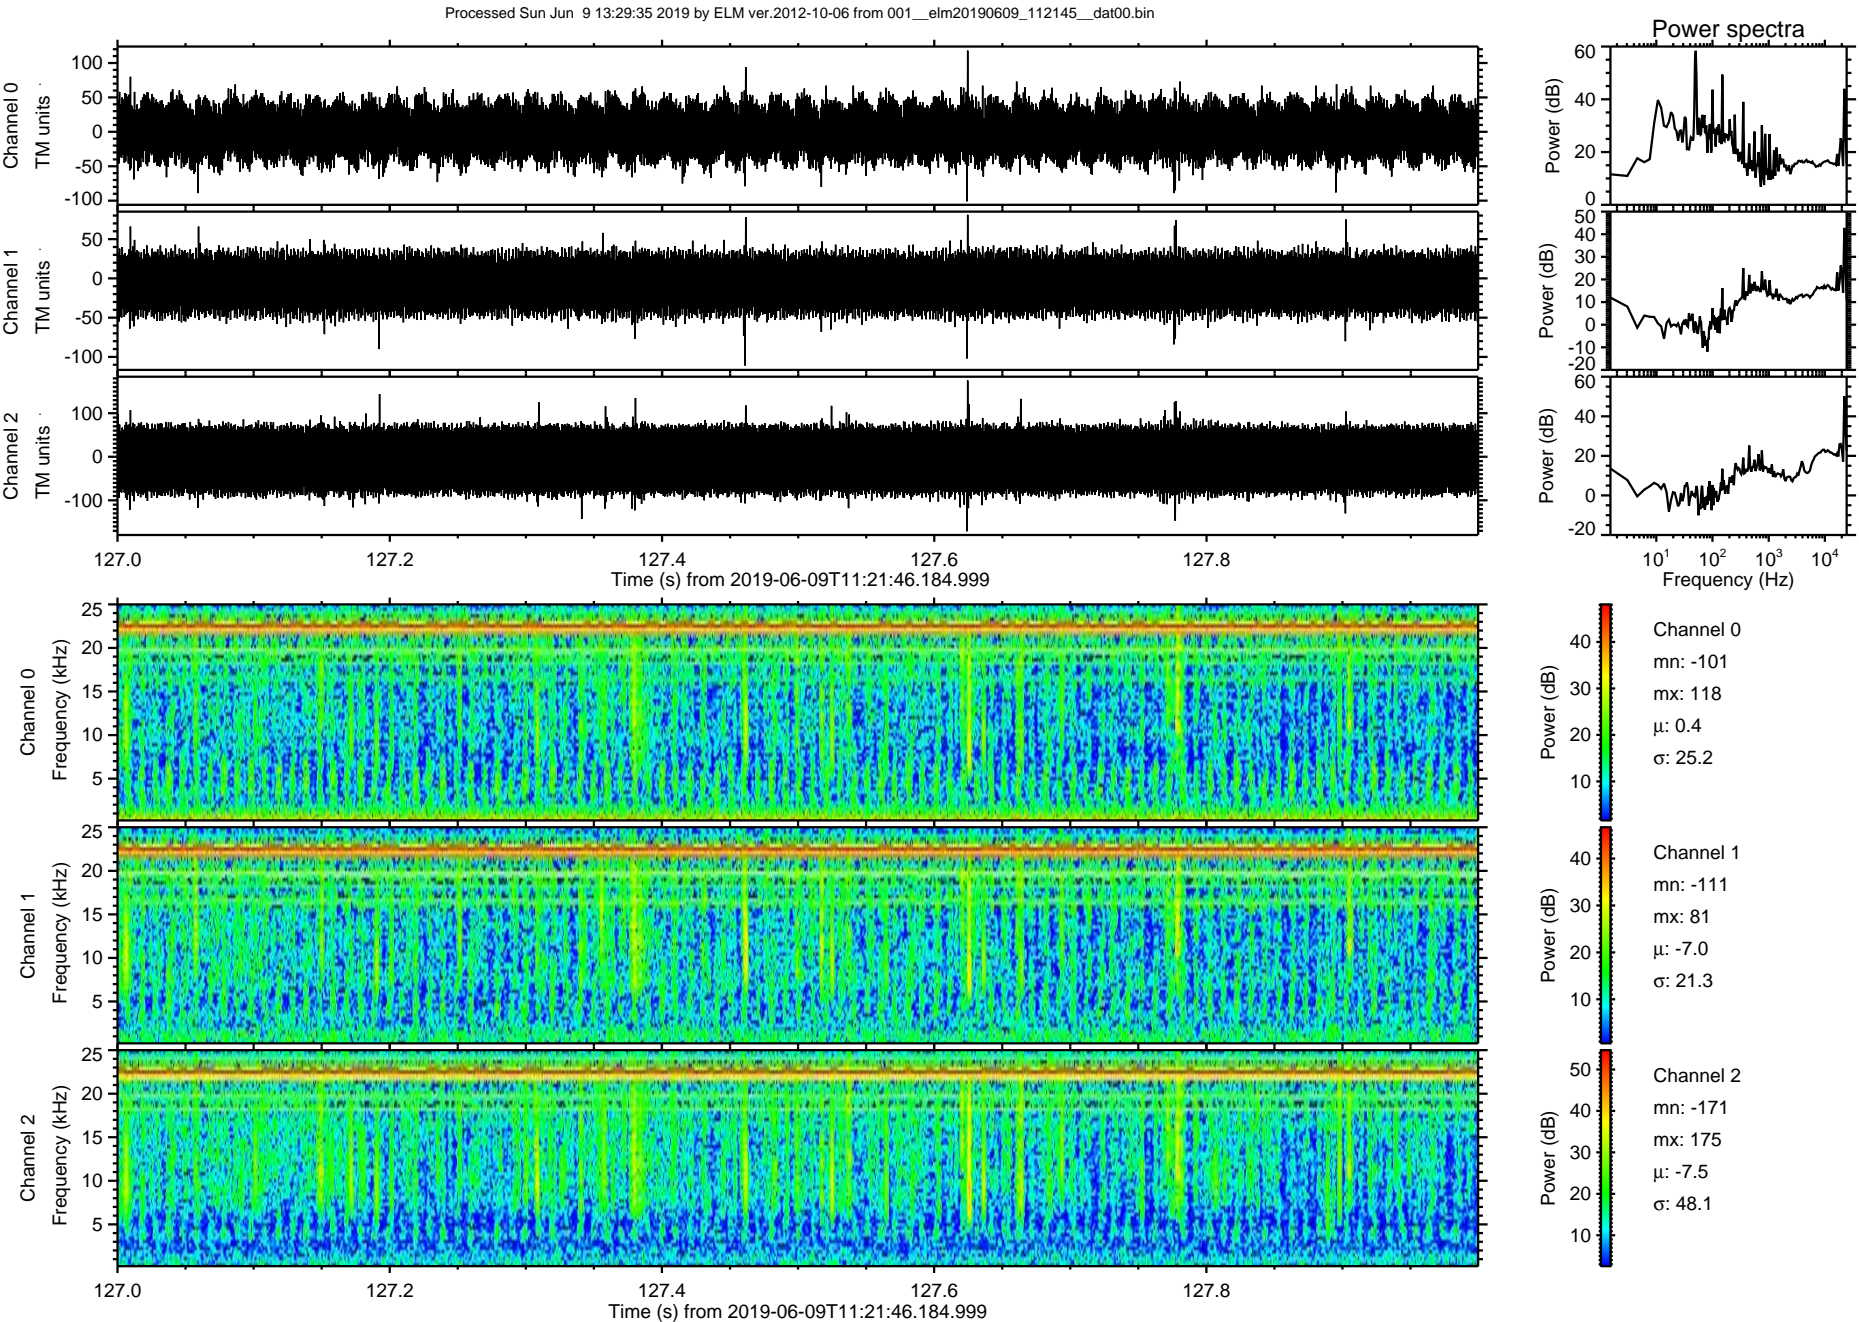 Processed Sun Jun  9 13:29:35 2019 by ELM ver.2012-10-06 from 001__elm20190609_112145__dat00.bin
Power spectra
Channel 0
TM units
100
50
0
-50
-100
Power (dB)
60
40
20
0
Channel 1
TM units
50
0
-50
-100
Power (dB)
50
40
30
20
10
0
-10
-20
Channel 2
TM units
100
0
-100
Power (dB)
60
40
20
0
-20
127.0 127.2 127.4 127.6 127.8
Time (s) from 2019-06-09T11:21:46.184.999
10¹ 10² 10³ 10⁴
Frequency (Hz)
Channel 0
Frequency (kHz)
25
20
15
10
5
Power (dB)
40
30
20
10
Channel 0
mn: -101
mx: 118
μ: 0.4
σ: 25.2
Channel 1
Frequency (kHz)
25
20
15
10
5
Power (dB)
40
30
20
10
Channel 1
mn: -111
mx: 81
μ: -7.0
σ: 21.3
Channel 2
Frequency (kHz)
25
20
15
10
5
Power (dB)
50
40
30
20
10
Channel 2
mn: -171
mx: 175
μ: -7.5
σ: 48.1
127.0 127.2 127.4 127.6 127.8
Time (s) from 2019-06-09T11:21:46.184.999